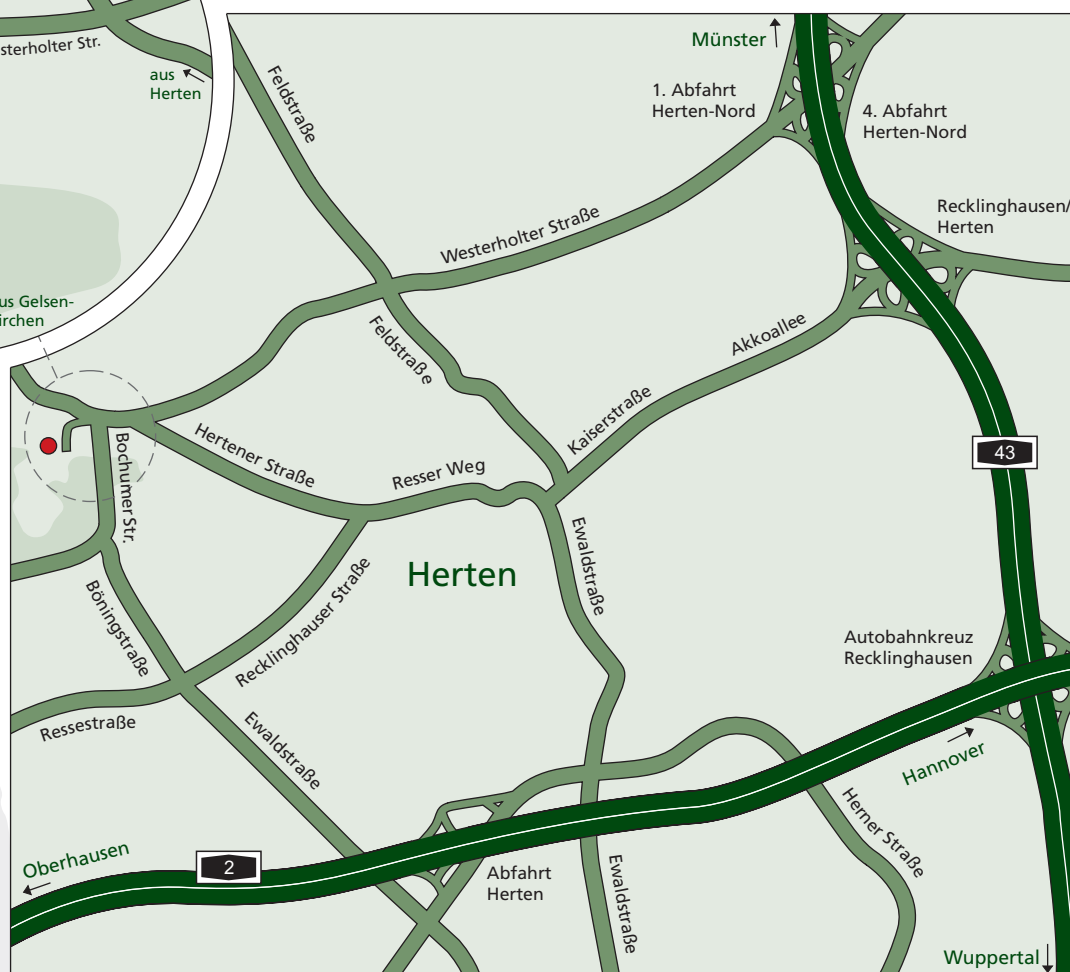 Münster
sterholter Str.
aus
Herten
Feldstraße
1. Abfahrt
Herten-Nord
4. Abfahrt
Herten-Nord
Recklinghausen/
Herten
Westerholter Straße
us Gelsen-
irchen
Feldstraße
Akkoallee
Kaiserstraße
Hertener Straße
Bochumer Str.
Resser Weg
43
Ewaldstraße
Herten
Böningstraße
Recklinghauser Straße
Autobahnkreuz
Recklinghausen
Ressestraße
Ewaldstraße
Hannover
Herner Straße
Oberhausen
2
Abfahrt
Herten
Ewaldstraße
Wuppertal